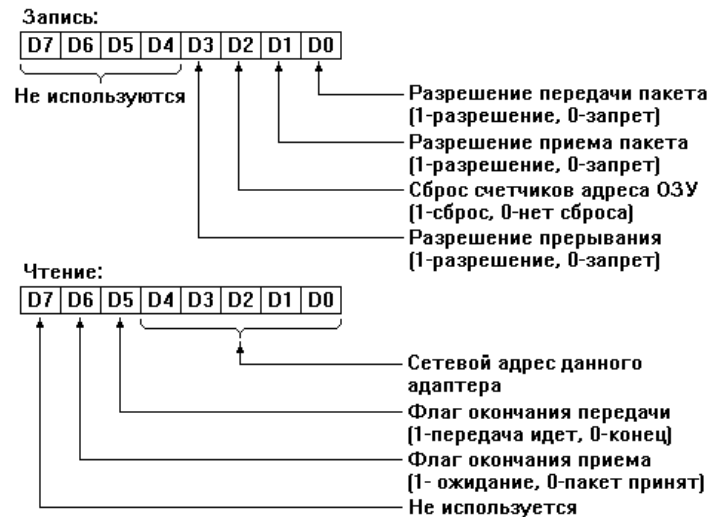 Запись:
D7 D6 D5 D4 D3 D2 D1 D0
Не используются
Разрешение передачи пакета
(1-разрешение, 0-запрет)
Разрешение приема пакета
(1-разрешение, 0-запрет)
Сброс счетчиков адреса ОЗУ
(1-сброс, 0-нет сброса)
Разрешение прерывания
(1-разрешение, 0-запрет)
Чтение:
D7 D6 D5 D4 D3 D2 D1 D0
Сетевой адрес данного
адаптера
Флаг окончания передачи
(1-передача идет, 0-конец)
Флаг окончания приема
(1- ожидание, 0-пакет принят)
Не используется